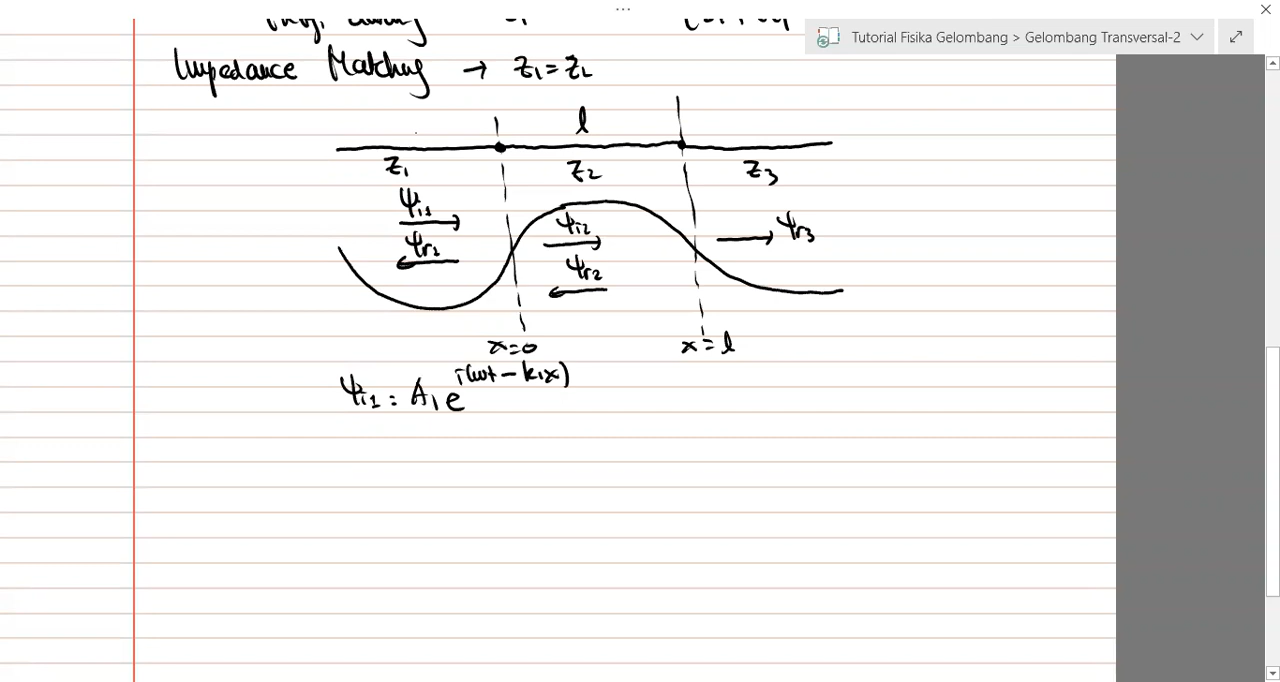 Tutorial Fisika Gelombang > Gelombang Transversal-2
Impedance Matching → Z₁ = Z₂
l
Z₁ Z₂ Z₃
ψi1 ψi2 ψr3
ψr1 ψr2
x=0 x=l
ψi1 = A₁e^i(ωt – k₁x)